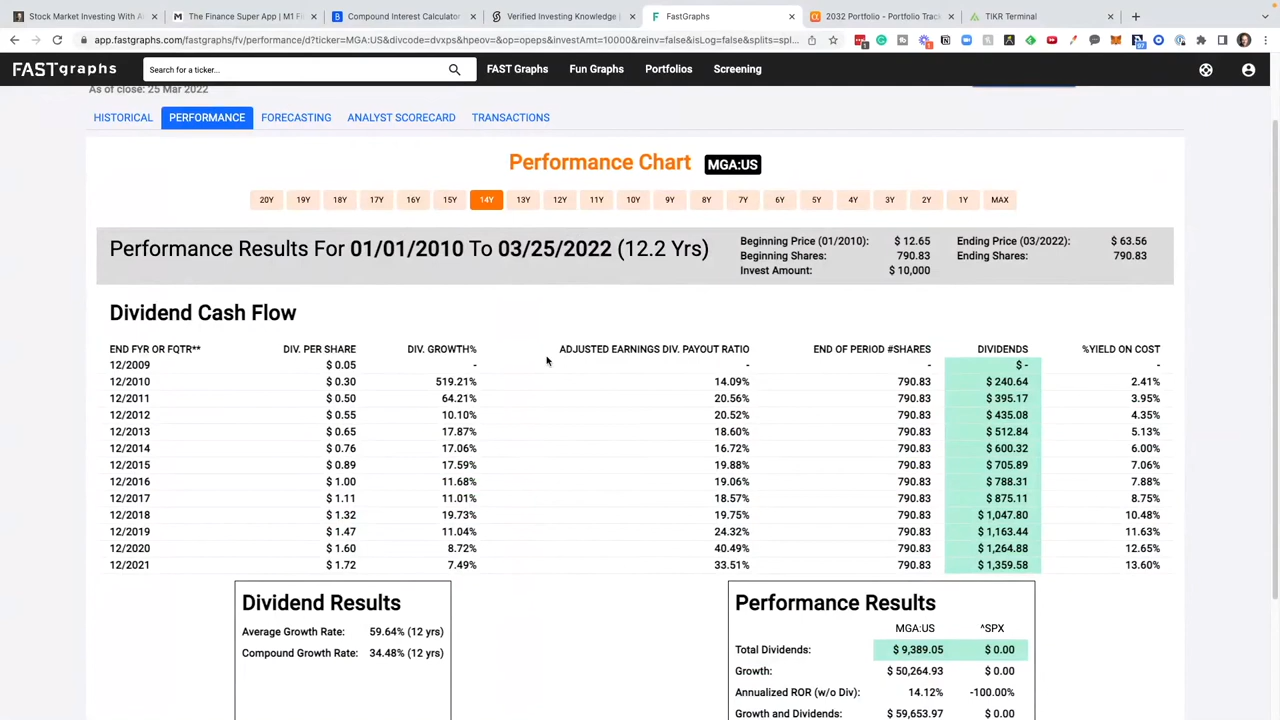 Stock Market Investing With A
The Finance Super App | M1 Fi
Compound Interest Calculator
Verified Investing Knowledge |
FastGraphs
2032 Portfolio - Portfolio Track
TIKR Terminal
app.fastgraphs.com/fastgraphs/fv/performance/d?ticker=MGA:US&divcode=dvxps&hpeov=&op=opeps&investAmt=10000&reinv=false&isLog=false&splits=spl...
FASTgraphs Search for a ticker... FAST Graphs Fun Graphs Portfolios Screening
As of close: 25 Mar 2022
HISTORICAL PERFORMANCE FORECASTING ANALYST SCORECARD TRANSACTIONS
Performance Chart MGA:US
20Y 19Y 18Y 17Y 16Y 15Y 14Y 13Y 12Y 11Y 10Y 9Y 8Y 7Y 6Y 5Y 4Y 3Y 2Y 1Y MAX
Performance Results For 01/01/2010 To 03/25/2022 (12.2 Yrs)
Beginning Price (01/2010): $ 12.65 Ending Price (03/2022): $ 63.56
Beginning Shares: 790.83 Ending Shares: 790.83
Invest Amount: $ 10,000
Dividend Cash Flow
END FYR OR FQTR** DIV. PER SHARE DIV. GROWTH% ADJUSTED EARNINGS DIV. PAYOUT RATIO END OF PERIOD #SHARES DIVIDENDS %YIELD ON COST
12/2009 $ 0.05 - - - $ - -
12/2010 $ 0.30 519.21% 14.09% 790.83 $ 240.64 2.41%
12/2011 $ 0.50 64.21% 20.56% 790.83 $ 395.17 3.95%
12/2012 $ 0.55 10.10% 20.52% 790.83 $ 435.08 4.35%
12/2013 $ 0.65 17.87% 18.60% 790.83 $ 512.84 5.13%
12/2014 $ 0.76 17.06% 16.72% 790.83 $ 600.32 6.00%
12/2015 $ 0.89 17.59% 19.88% 790.83 $ 705.89 7.06%
12/2016 $ 1.00 11.68% 19.06% 790.83 $ 788.31 7.88%
12/2017 $ 1.11 11.01% 18.57% 790.83 $ 875.11 8.75%
12/2018 $ 1.32 19.73% 19.75% 790.83 $ 1,047.80 10.48%
12/2019 $ 1.47 11.04% 24.32% 790.83 $ 1,163.44 11.63%
12/2020 $ 1.60 8.72% 40.49% 790.83 $ 1,264.88 12.65%
12/2021 $ 1.72 7.49% 33.51% 790.83 $ 1,359.58 13.60%
Dividend Results
Average Growth Rate: 59.64% (12 yrs)
Compound Growth Rate: 34.48% (12 yrs)
Performance Results
MGA:US ^SPX
Total Dividends: $ 9,389.05 $ 0.00
Growth: $ 50,264.93 $ 0.00
Annualized ROR (w/o Div): 14.12% -100.00%
Growth and Dividends: $ 59,653.97 $ 0.00